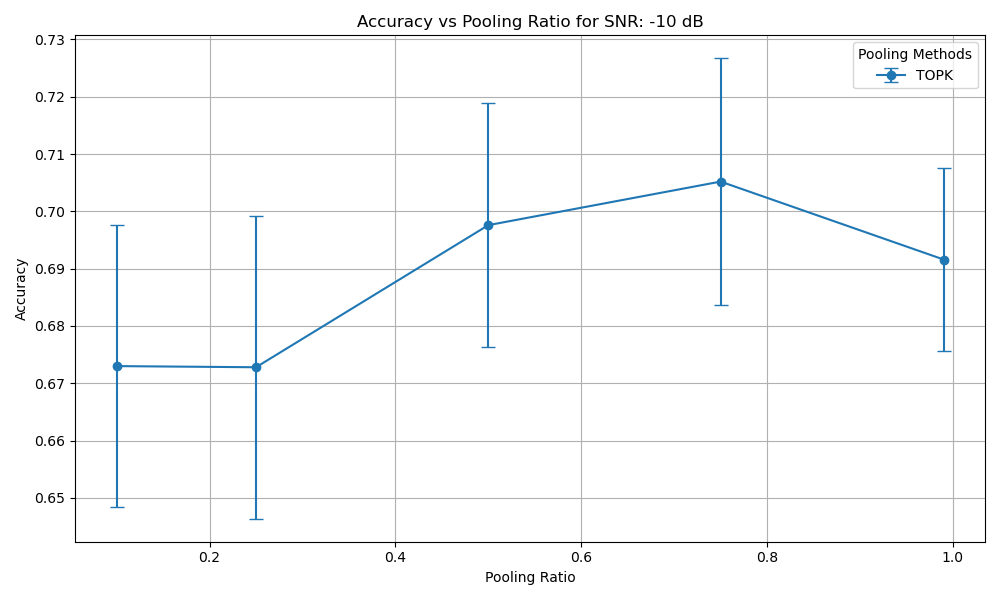 Accuracy vs Pooling Ratio for SNR: -10 dB
Pooling Methods
TOPK
Accuracy
0.73
0.72
0.71
0.70
0.69
0.68
0.67
0.66
0.65
0.2
0.4
0.6
0.8
1.0
Pooling Ratio